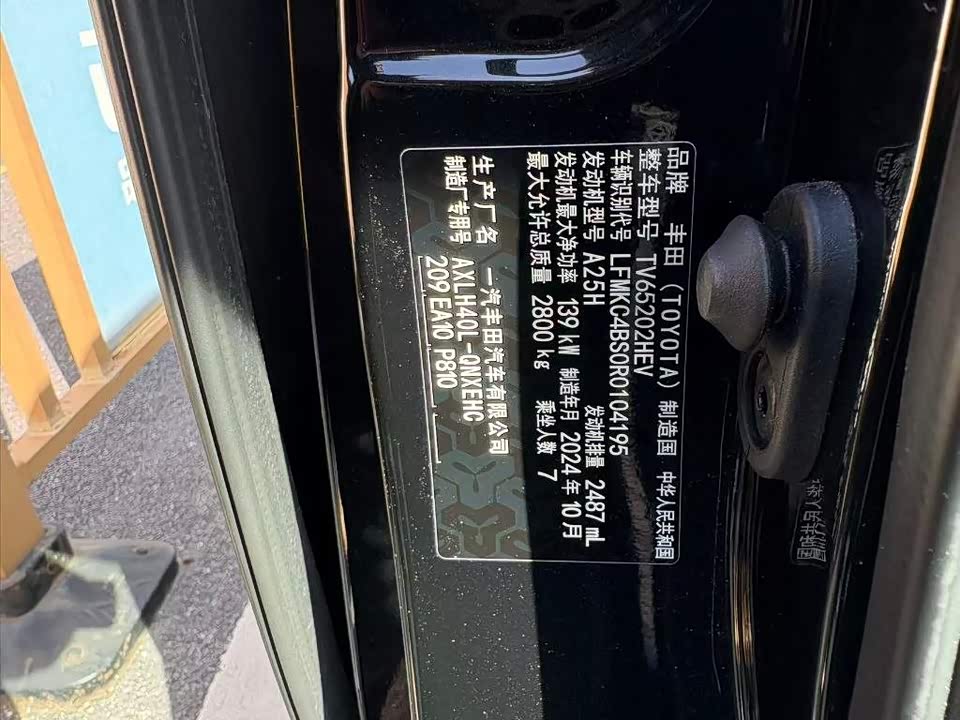 品牌 丰田（TOYOTA） 制造国 中华人民共和国
整车型号 TV65202HEV
车辆识别代号 LFMKC4BS0R0104195
发动机型号 A25H 发动机排量 2487 mL
发动机最大净功率 139 kW 制造年月 2024年10月
最大允许总质量 2800 kg 乘坐人数 7
生产厂名 一汽丰田汽车有限公司
制造厂专用号 AXLH40L-QNXEHC
209 EA10 P810